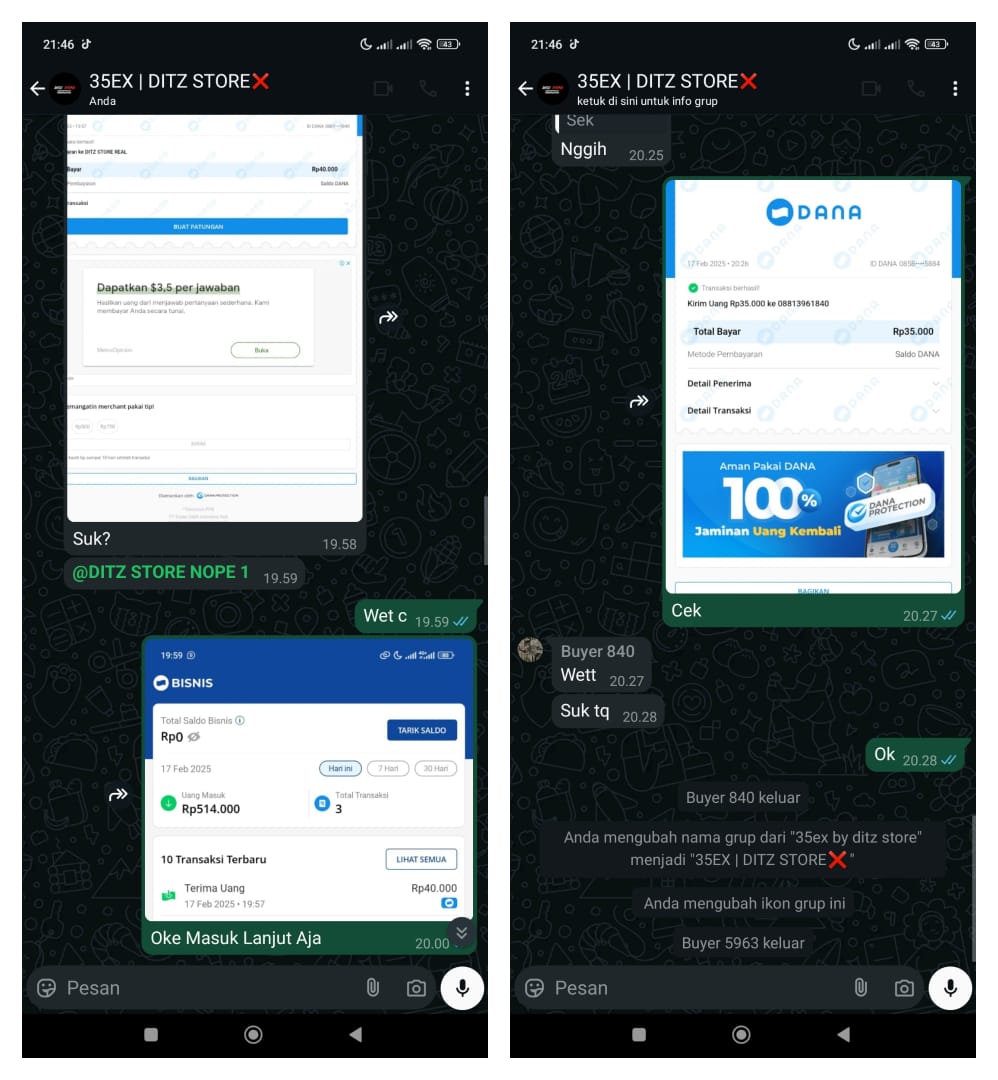 21:46
43
35EX | DITZ STORE❌
Anda
• 19:57
ID DANA 0881••••1840
aran ke DITZ STORE REAL
Bayar Rp40.000
Pembayaran Saldo DANA
ransaksi
BUAT PATUNGAN
Dapatkan $3,5 per jawaban
Hasilkan uang dari menjawab pertanyaan sederhana. Kami
membayar Anda secara tunai.
Buka
emangatin merchant pakai tip!
BAGIKAN
Diamankan oleh DANA PROTECTION
Suk?
19.58
@DITZ STORE NOPE 1 19.59
Wet c 19.59
19:59
BISNIS
Total Saldo Bisnis
Rp0
TARIK SALDO
17 Feb 2025 Hari ini 7 Hari 30 Hari
Uang Masuk
Rp514.000
Total Transaksi
3
10 Transaksi Terbaru LIHAT SEMUA
Terima Uang Rp40.000
17 Feb 2025 • 19:57
Oke Masuk Lanjut Aja
20.00
Pesan
21:46
43
35EX | DITZ STORE❌
ketuk di sini untuk info grup
Sek
Nggih 20.25
DANA
17 Feb 2025 • 20:26 ID DANA 0858••••5884
Transaksi berhasil!
Kirim Uang Rp35.000 ke 08813961840
Total Bayar Rp35.000
Metode Pembayaran Saldo DANA
Detail Penerima
Detail Transaksi
Aman Pakai DANA
100%
Jaminan Uang Kembali
DANA PROTECTION
BAGIKAN
Cek
20.27
Buyer 840
Wett 20.27
Suk tq 20.28
Ok 20.28
Buyer 840 keluar
Anda mengubah nama grup dari "35ex by ditz store"
menjadi "35EX | DITZ STORE❌"
Anda mengubah ikon grup ini
Buyer 5963 keluar
Pesan